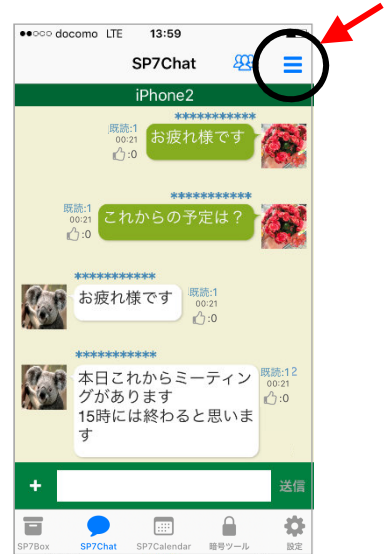 docomo LTE 13:59
SP7Chat
iPhone2
***********
既読:1
00:21
:0
お疲れ様です
***********
既読:1
00:21
:0
これからの予定は？
***********
お疲れ様です
既読:1
00:21
:0
***********
本日これからミーティン
グがあります
15時には終わると思いま
す
既読:12
00:21
:0
+ 送信
SP7Box SP7Chat SP7Calendar 暗号ツール 設定